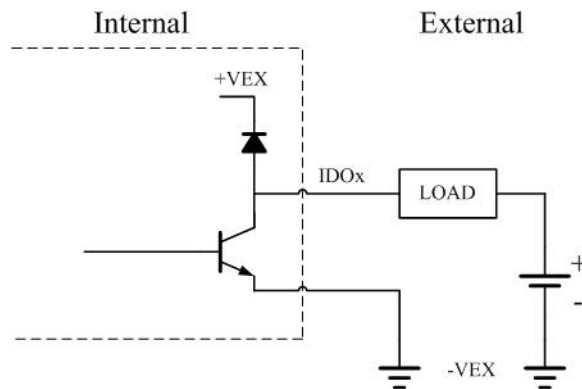 Internal External
+VEX
IDOx
LOAD
+
-
-VEX